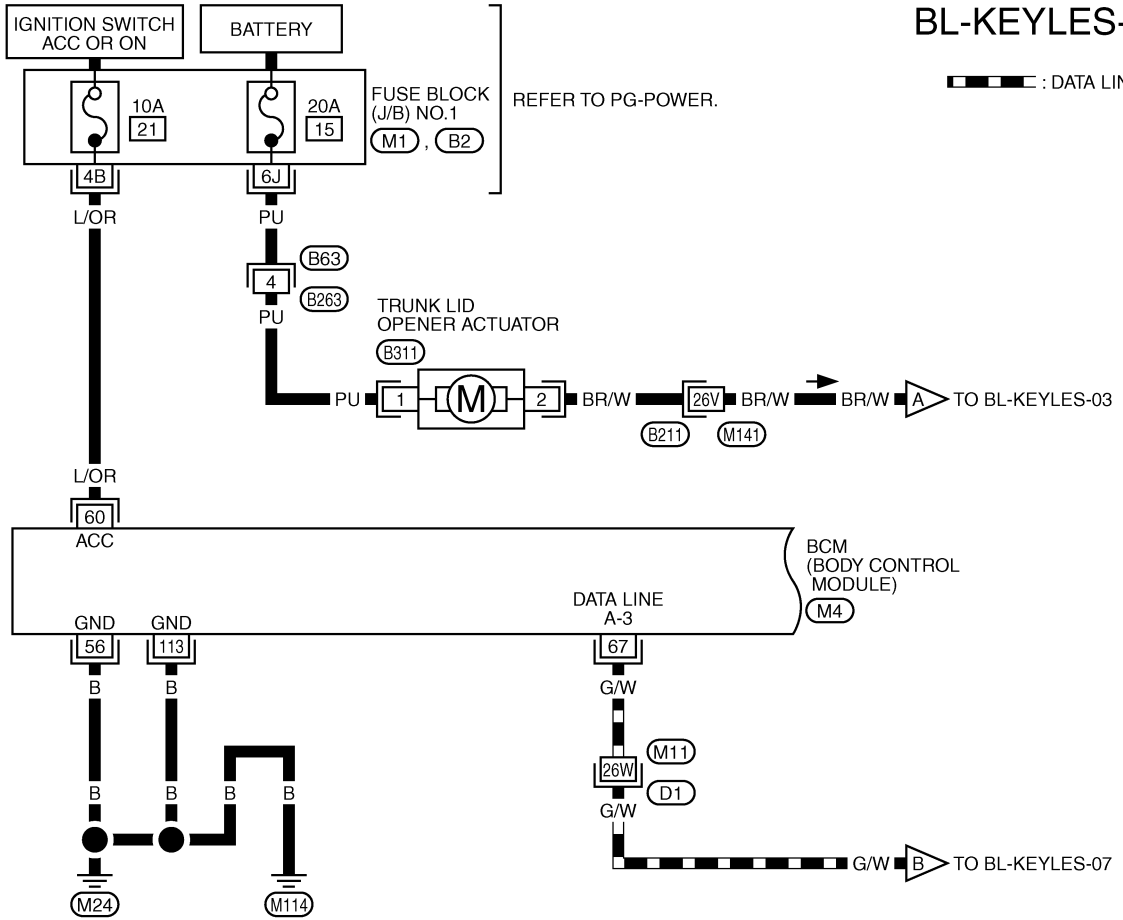 IGNITION SWITCH
ACC OR ON
BATTERY
BL-KEYLES-
: DATA LIN
10A
21
20A
15
FUSE BLOCK
(J/B) NO.1
M1 , B2
REFER TO PG-POWER.
4B
6J
L/OR
PU
B63
4
B263
PU
TRUNK LID
OPENER ACTUATOR
B311
PU
1
M
2
BR/W
26V
BR/W
BR/W
A
TO BL-KEYLES-03
B211
M141
L/OR
60
ACC
BCM
(BODY CONTROL
MODULE)
M4
DATA LINE
A-3
GND
GND
56
113
67
B
B
G/W
M11
26W
D1
B
B
B
B
G/W
G/W
B
TO BL-KEYLES-07
M24
M114